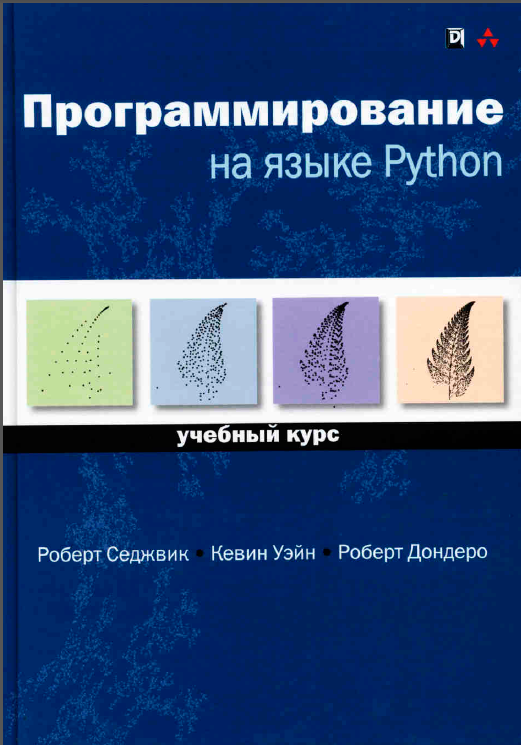 Программирование
на языке Python
учебный курс
Роберт Седжвик • Кевин Уэйн • Роберт Дондеро